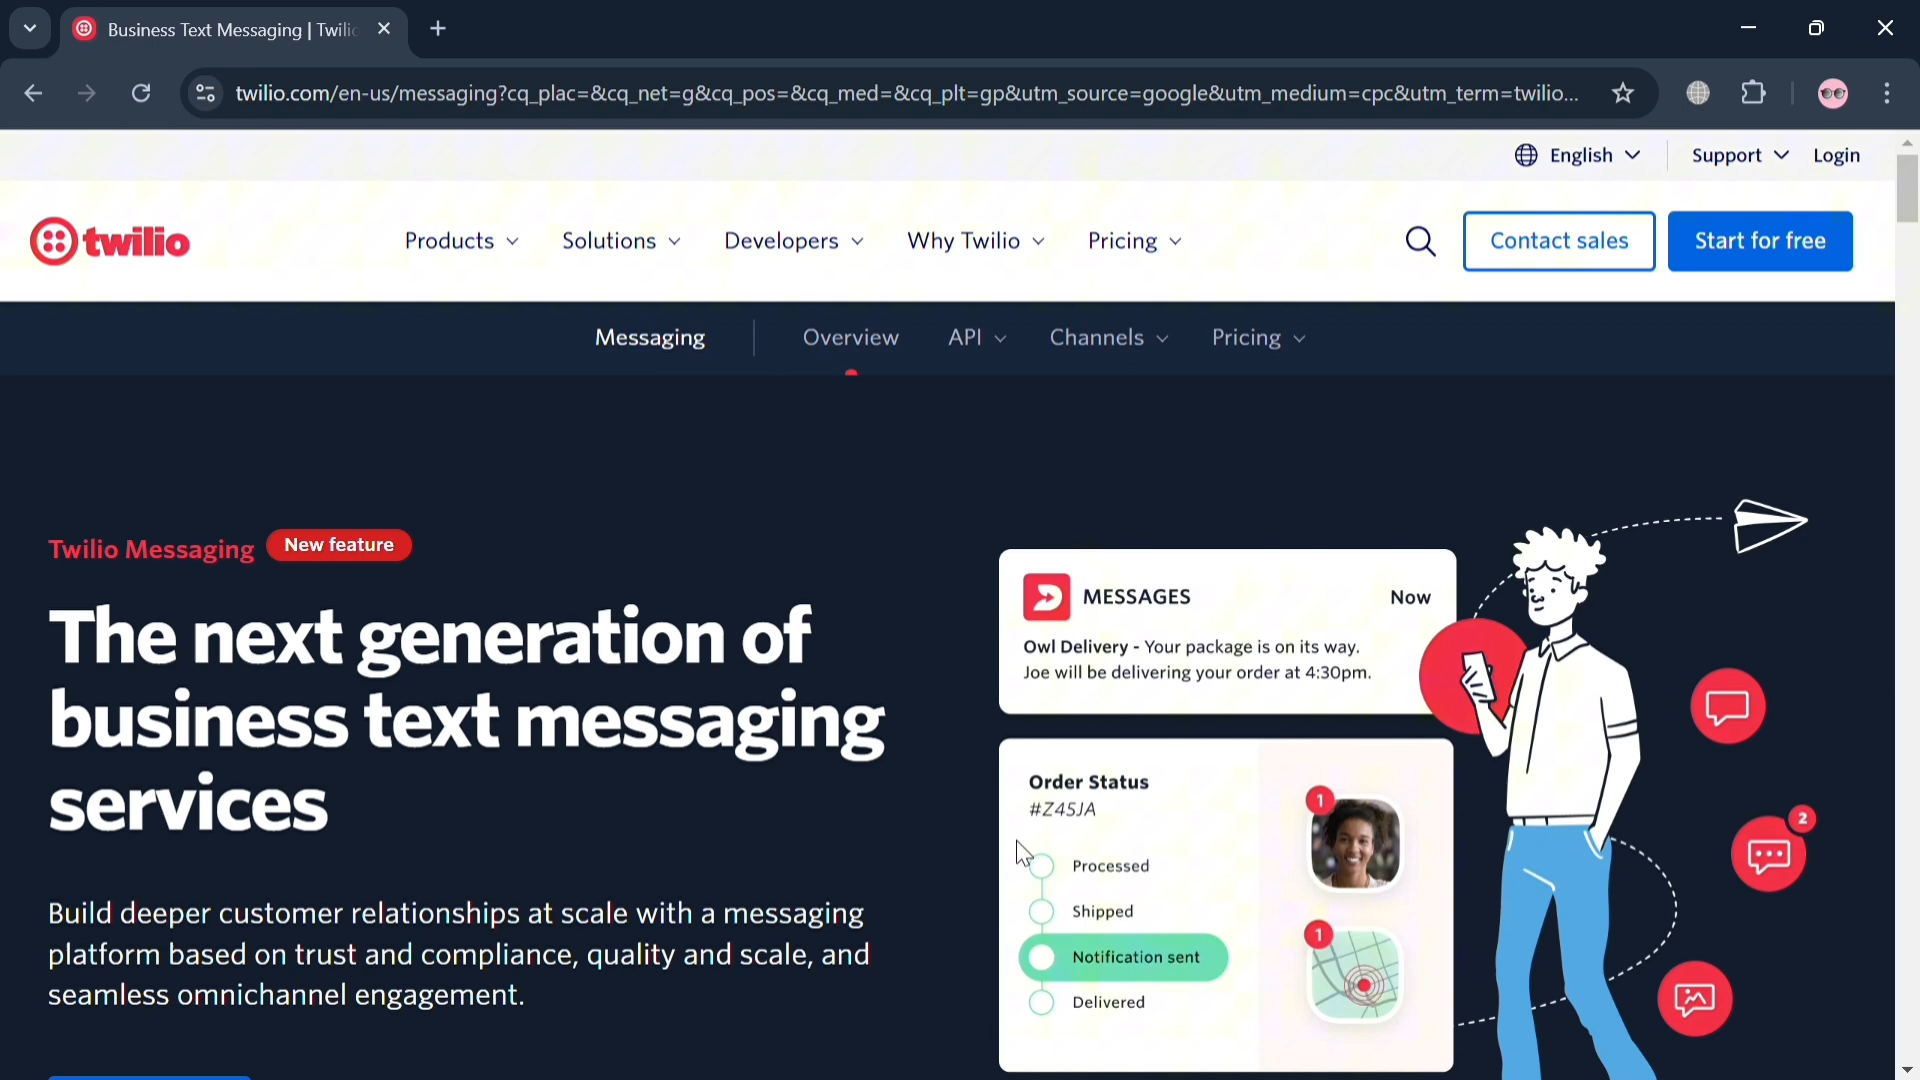 Business Text Messaging | Twilio
twilio.com/en-us/messaging?cq_plac=&cq_net=g&cq_pos=&cq_med=&cq_plt=gp&utm_source=google&utm_medium=cpc&utm_term=twilio...
English
Support
Login
twilio
Products
Solutions
Developers
Why Twilio
Pricing
Contact sales
Start for free
Messaging
Overview
API
Channels
Pricing
Twilio Messaging
New feature
The next generation of
business text messaging
services
Build deeper customer relationships at scale with a messaging
platform based on trust and compliance, quality and scale, and
seamless omnichannel engagement.
MESSAGES
Now
Owl Delivery - Your package is on its way.
Joe will be delivering your order at 4:30pm.
Order Status
#Z45JA
Processed
Shipped
Notification sent
Delivered
1
1
2